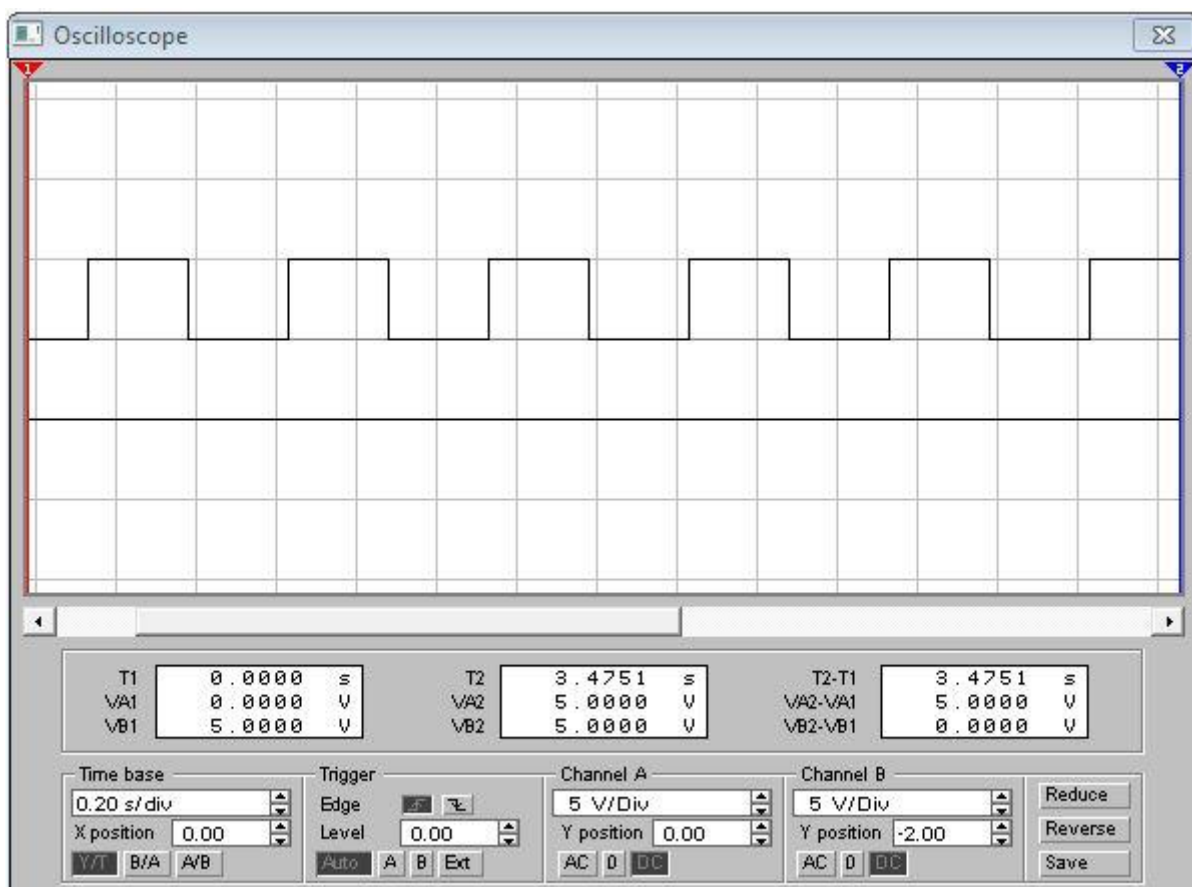 Oscilloscope
1 2
T1 0.0000 s T2 3.4751 s T2-T1 3.4751 s
VA1 0.0000 V VA2 5.0000 V VA2-VA1 5.0000 V
VB1 5.0000 V VB2 5.0000 V VB2-VB1 0.0000 V
Time base Trigger Channel A Channel B
0.20 s/div Edge 5 V/Div 5 V/Div Reduce
X position 0.00 Level 0.00 Y position 0.00 Y position -2.00 Reverse
Y/T B/A A/B Auto A B Ext AC 0 DC AC 0 DC Save